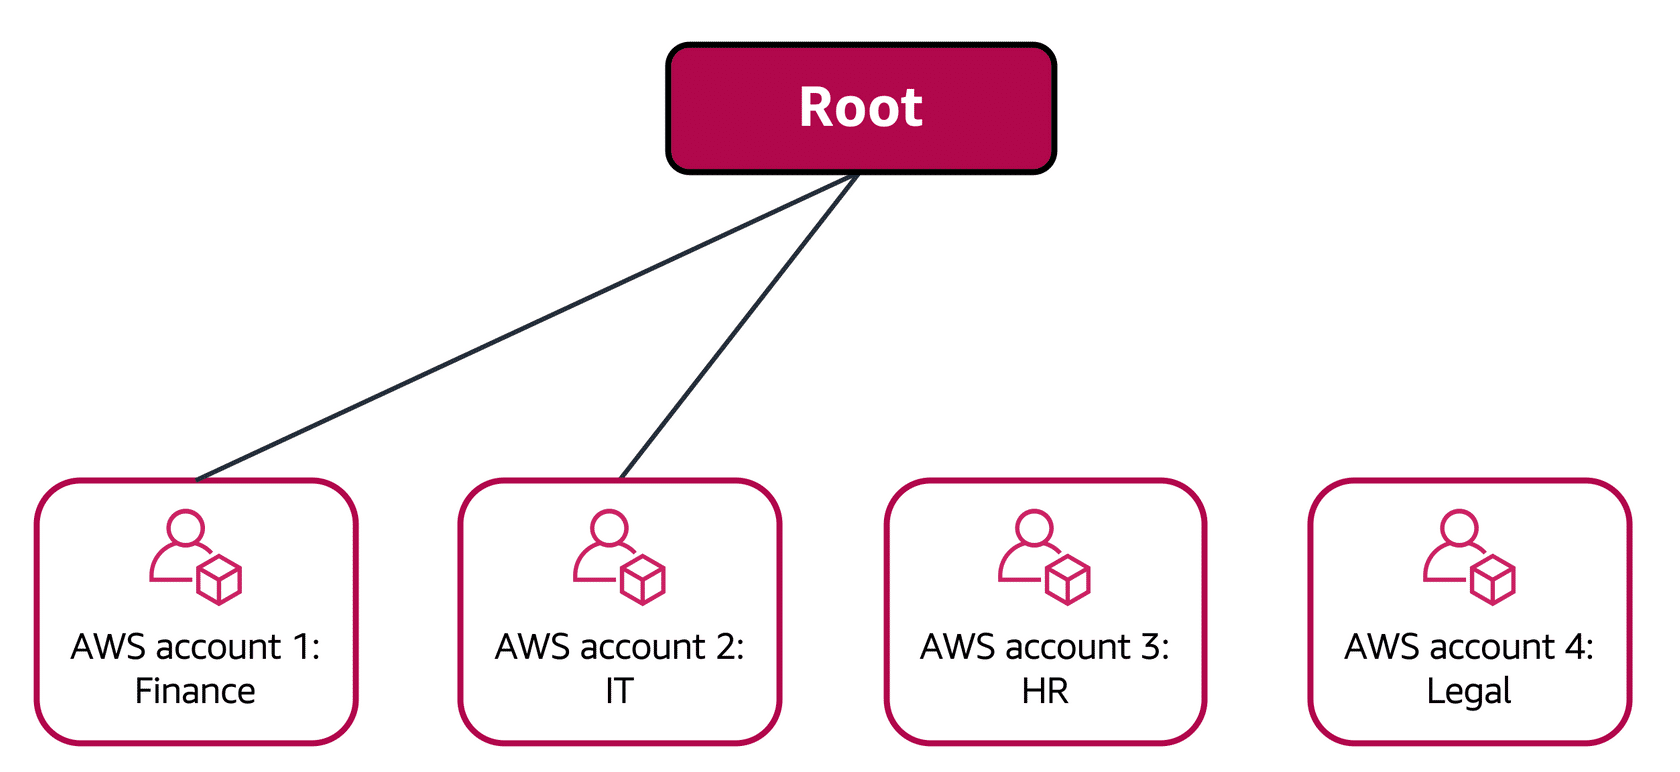 Root
AWS account 1:
Finance
AWS account 2:
IT
AWS account 3:
HR
AWS account 4:
Legal